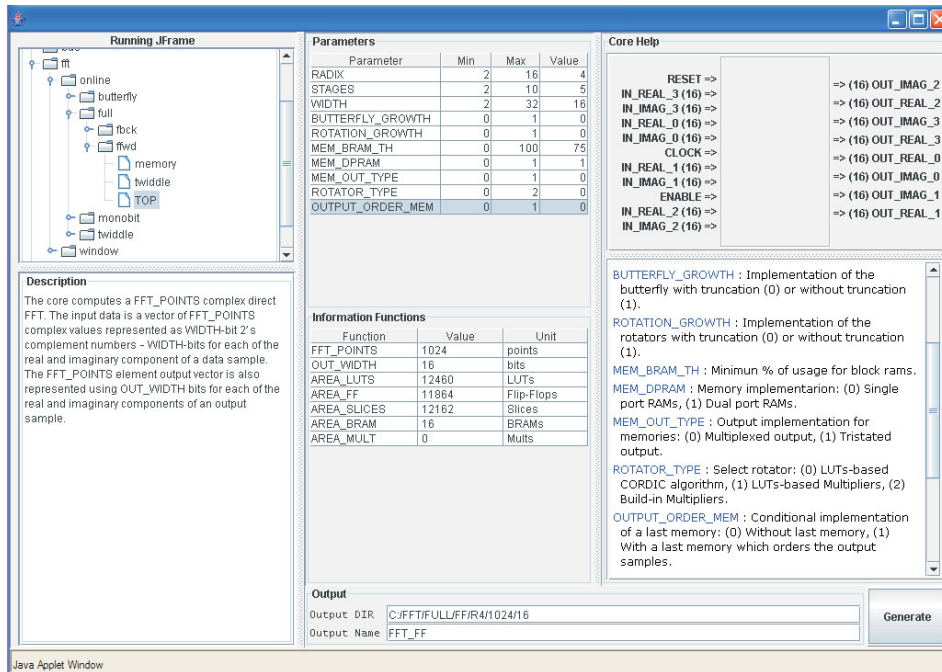 Running JFrame
fft
online
butterfly
full
fbck
ffwd
memory
twiddle
TOP
monobit
twiddle
window
Description
The core computes a FFT_POINTS complex direct
FFT. The input data is a vector of FFT_POINTS
complex values represented as WIDTH-bit 2's
complement numbers - WIDTH-bits for each of the
real and imaginary component of a data sample.
The FFT_POINTS element output vector is also
represented using OUT_WIDTH bits for each of the
real and imaginary components of an output
sample.
Parameters
Parameter Min Max Value
RADIX 2 16 4
STAGES 2 10 5
WIDTH 2 32 16
BUTTERFLY_GROWTH 0 1 0
ROTATION_GROWTH 0 1 0
MEM_BRAM_TH 0 100 75
MEM_DPRAM 0 1 1
MEM_OUT_TYPE 0 1 0
ROTATOR_TYPE 0 2 0
OUTPUT_ORDER_MEM 0 1 0
Information Functions
Function Value Unit
FFT_POINTS 1024 points
OUT_WIDTH 16 bits
AREA_LUTS 12460 LUTs
AREA_FF 11864 Flip-Flops
AREA_SLICES 12162 Slices
AREA_BRAM 16 BRAMs
AREA_MULT 0 Mults
Core Help
RESET =>
IN_REAL_3 (16) =>
IN_IMAG_3 (16) =>
IN_REAL_0 (16) =>
IN_IMAG_0 (16) =>
CLOCK =>
IN_REAL_1 (16) =>
IN_IMAG_1 (16) =>
ENABLE =>
IN_REAL_2 (16) =>
IN_IMAG_2 (16) =>
=> (16) OUT_IMAG_2
=> (16) OUT_REAL_2
=> (16) OUT_IMAG_3
=> (16) OUT_REAL_3
=> (16) OUT_REAL_0
=> (16) OUT_IMAG_0
=> (16) OUT_IMAG_1
=> (16) OUT_REAL_1
BUTTERFLY_GROWTH : Implementation of the
butterfly with truncation (0) or without truncation
(1).
ROTATION_GROWTH : Implementation of the
rotators with truncation (0) or without truncation
(1).
MEM_BRAM_TH : Minimun % of usage for block rams.
MEM_DPRAM : Memory implementarion: (0) Single
port RAMs, (1) Dual port RAMs.
MEM_OUT_TYPE : Output implementation for
memories: (0) Multiplexed output, (1) Tristated
output.
ROTATOR_TYPE : Select rotator: (0) LUTs-based
CORDIC algorithm, (1) LUTs-based Multipliers, (2)
Build-in Multipliers.
OUTPUT_ORDER_MEM : Conditional implementation
of a last memory: (0) Without last memory, (1)
With a last memory which orders the output
samples.
Output
Output DIR C:/FFT/FULL/FF/R4/1024/16
Output Name FFT_FF
Generate
Java Applet Window